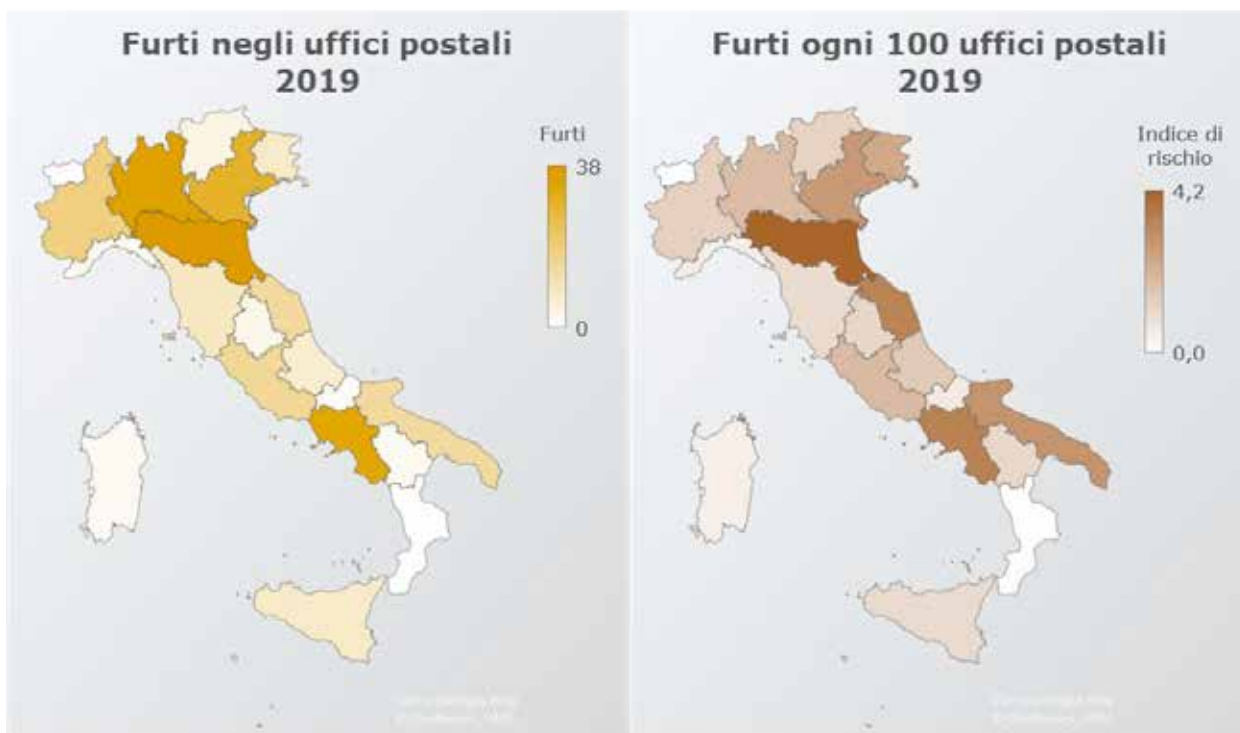 Furti negli uffici postali
2019
Furti
38
0
Furti ogni 100 uffici postali
2019
Indice di
rischio
4,2
0,0